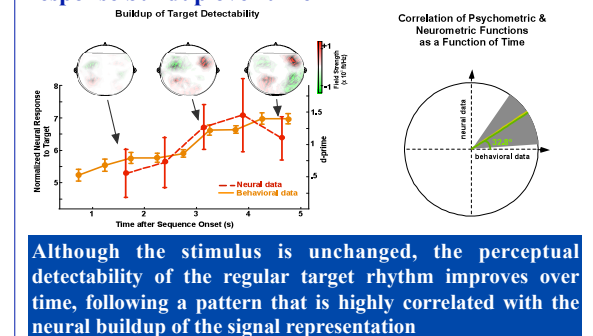 Buildup of Target Detectability
Correlation of Psychometric &
Neurometric Functions
as a Function of Time
+1
-1
Field Strength
8
7
6
5
Normalized Neural Response
to Target
1.5
1
.5
d-prime
neural data
behavioral data
Neural data
Behavioral data
1
2
3
4
5
Time after Sequence Onset (s)
Although the stimulus is unchanged, the perceptual
detectability of the regular target rhythm improves over
time, following a pattern that is highly correlated with the
neural buildup of the signal representation